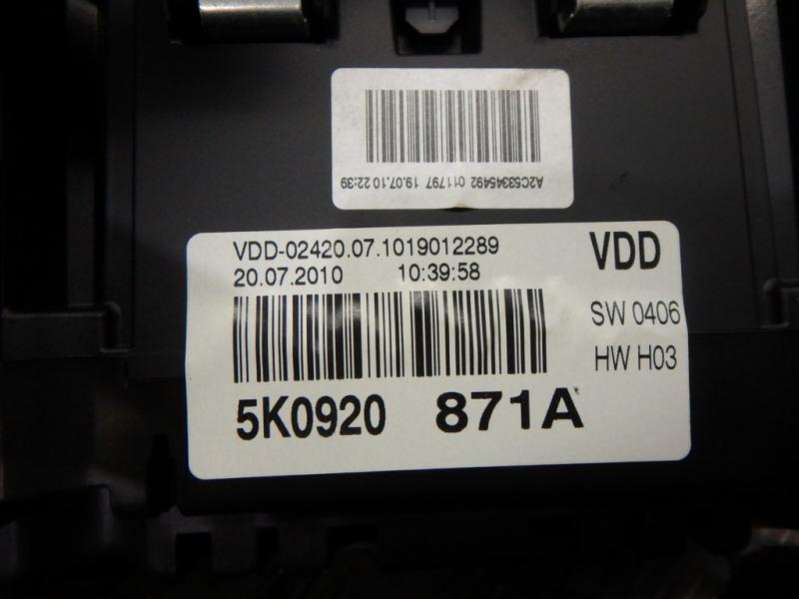 A2C53345492 011797 19.07.10 22:39
VDD-02420.07.1019012289
20.07.2010 10:39:58
VDD
SW 0406
HW H03
5K0920 871A